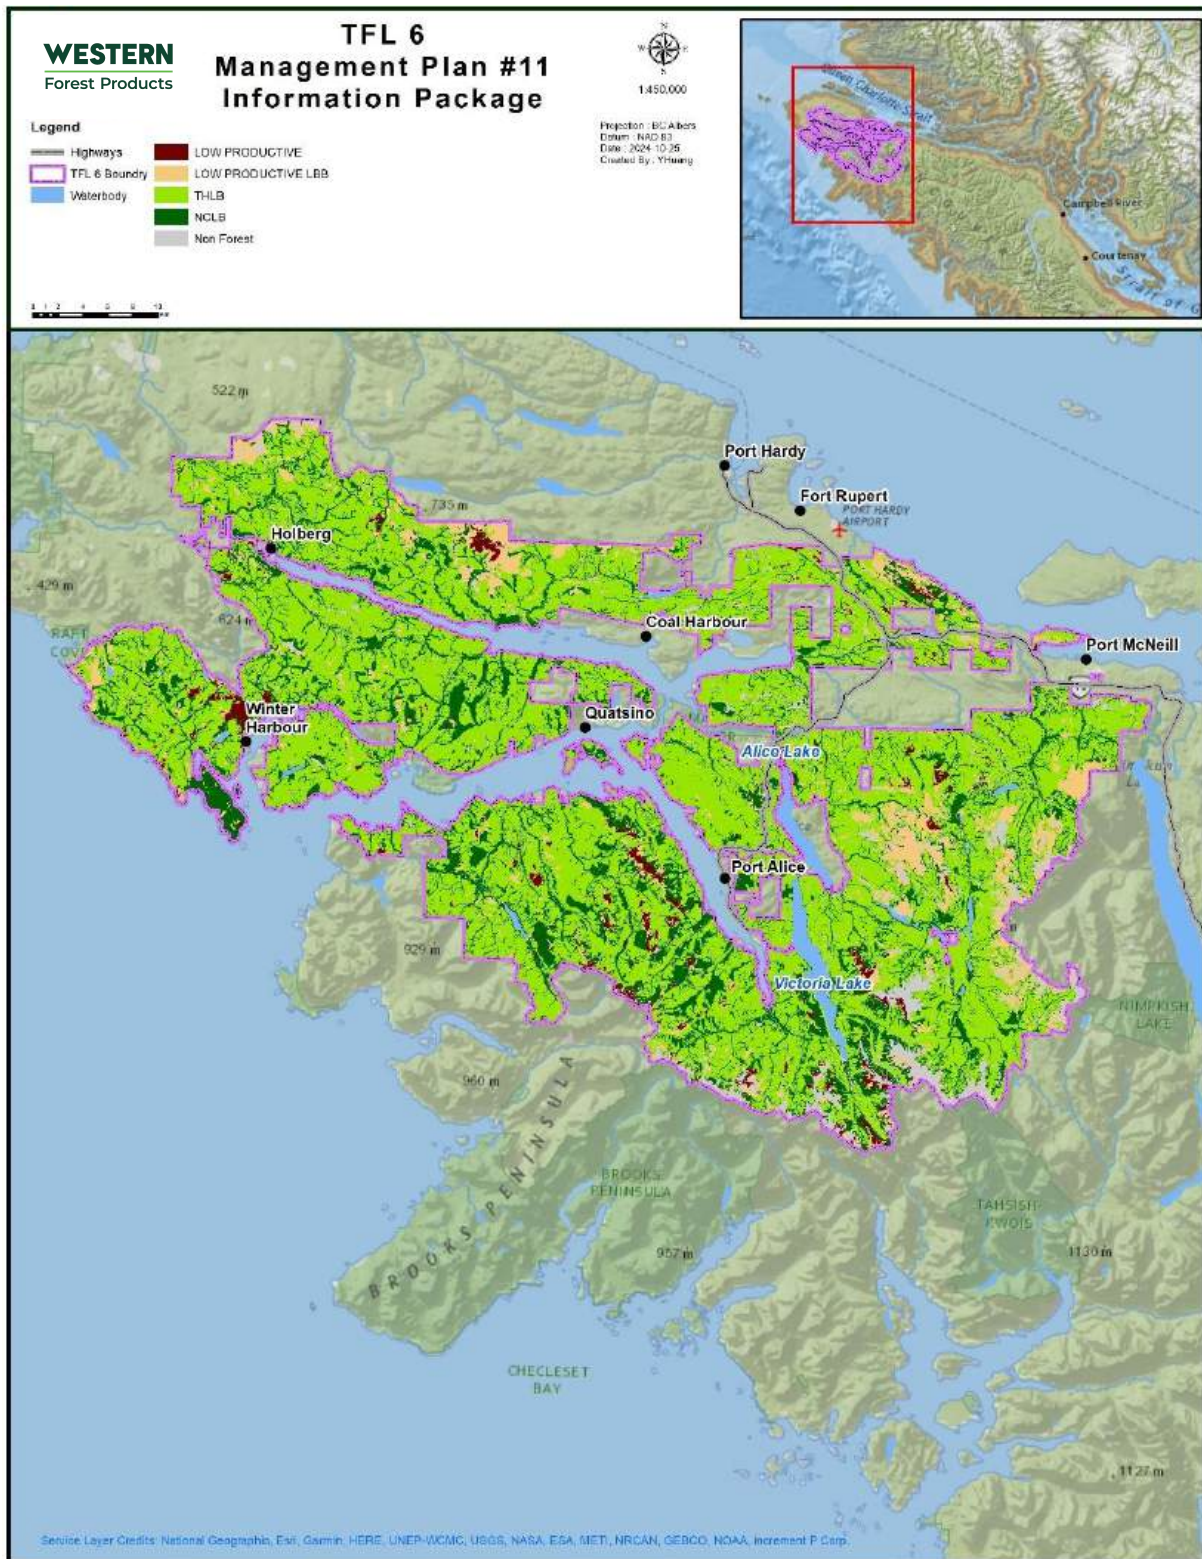 WESTERN
Forest Products
TFL 6
Management Plan #11
Information Package
N
W E
S
1:450,000
Projection : BC Albers
Datum : NAD 83
Date : 2024-10-25
Created By : YHuang
Legend
Highways
TFL 6 Boundry
Waterbody
LOW PRODUCTIVE
LOW PRODUCTIVE LBB
THLB
NCLB
Non Forest
Queen Charlotte Strait
Campbell River
Courtenay
Strait of G
522 m
Port Hardy
735 m
Fort Rupert
PORT HARDY
AIRPORT
Holberg
429 m
624 m
RAFT
COVE
Coal Harbour
Port McNeill
Winter
Harbour
Quatsino
Alice Lake
Port Alice
929 m
Victoria Lake
NIMPKISH
LAKE
960 m
BROOKS PENINSULA
BROOKS
PENINSULA
TAHSISH
KWOIS
957 m
1130 m
CHECLESET
BAY
1127 m
Service Layer Credits: National Geographic, Esri, Garmin, HERE, UNEP-WCMC, USGS, NASA, ESA, METI, NRCAN, GEBCO, NOAA, Increment P Corp.